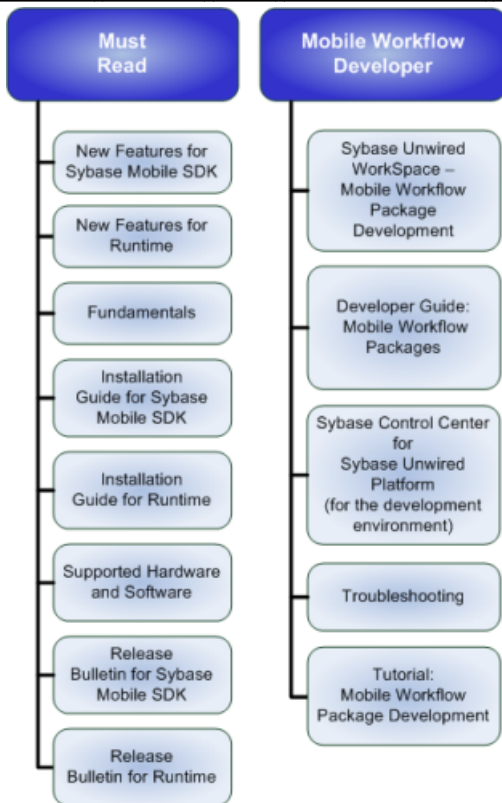 Must
Read
New Features for
Sybase Mobile SDK
New Features for
Runtime
Fundamentals
Installation
Guide for Sybase
Mobile SDK
Installation
Guide for Runtime
Supported Hardware
and Software
Release
Bulletin for Sybase
Mobile SDK
Release
Bulletin for Runtime
Mobile Workflow
Developer
Sybase Unwired
WorkSpace –
Mobile Workflow
Package
Development
Developer Guide:
Mobile Workflow
Packages
Sybase Control Center
for
Sybase Unwired
Platform
(for the development
environment)
Troubleshooting
Tutorial:
Mobile Workflow
Package Development